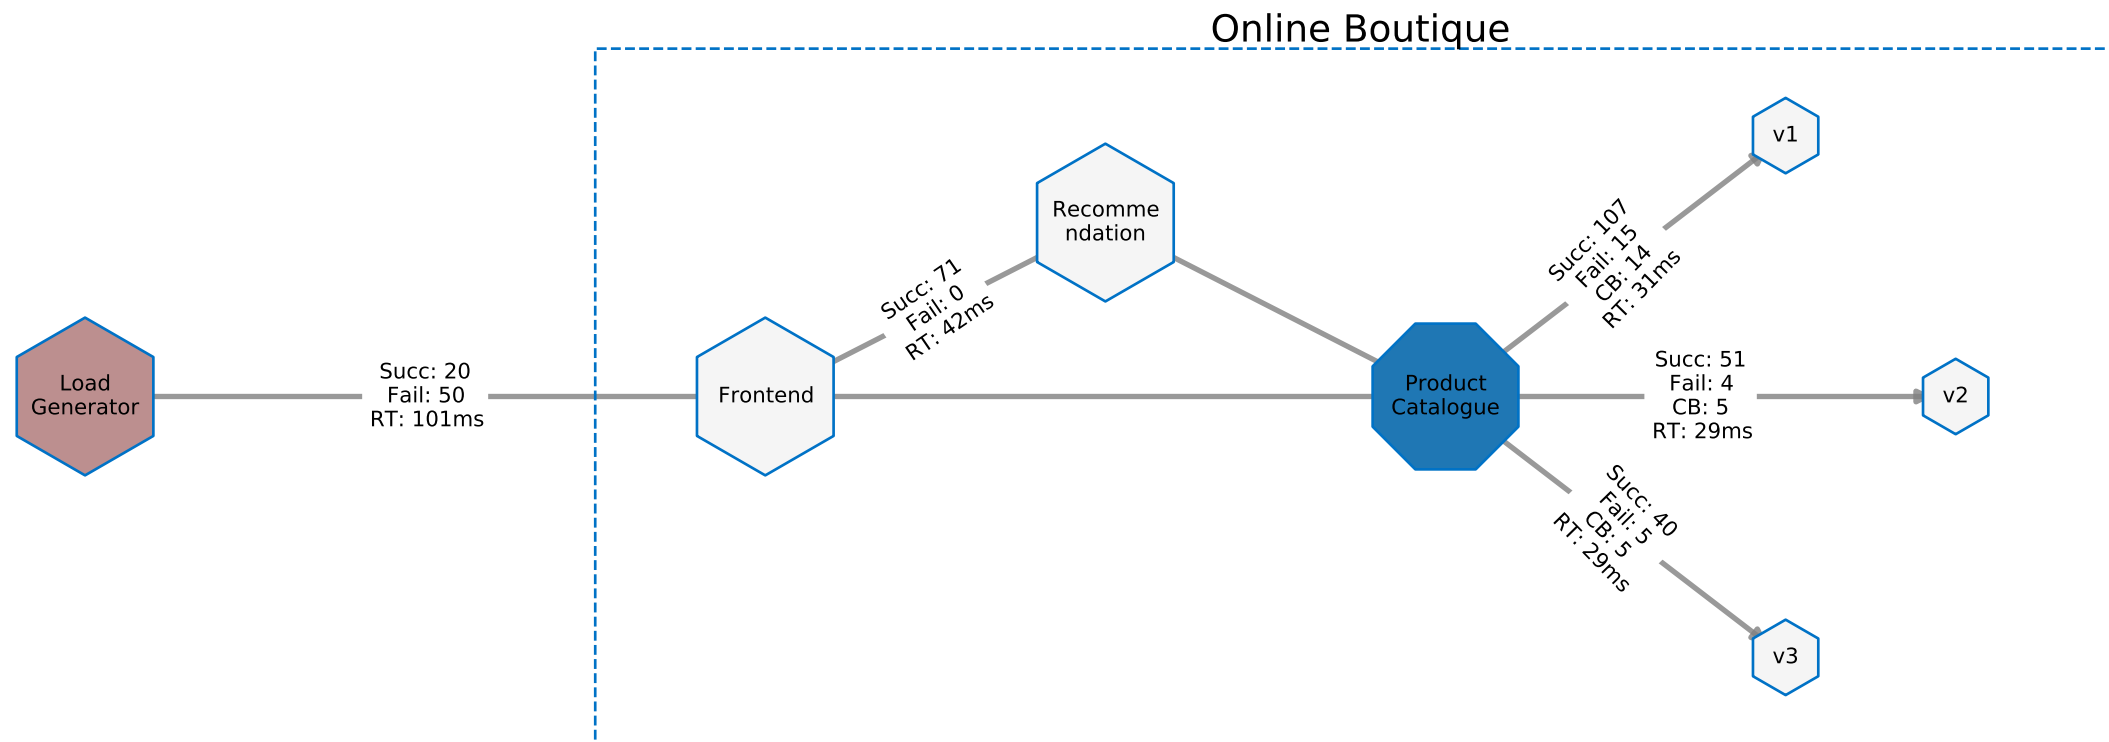 Online Boutique
Load
Generator
Succ: 20
Fail: 50
RT: 101ms
Frontend
Succ: 71
Fail: 0
RT: 42ms
Recomme
ndation
Product
Catalogue
Succ: 107
Fail: 15
CB: 14
RT: 31ms
v1
Succ: 51
Fail: 4
CB: 5
RT: 29ms
v2
Succ: 40
Fail: 5
CB: 5
RT: 29ms
v3